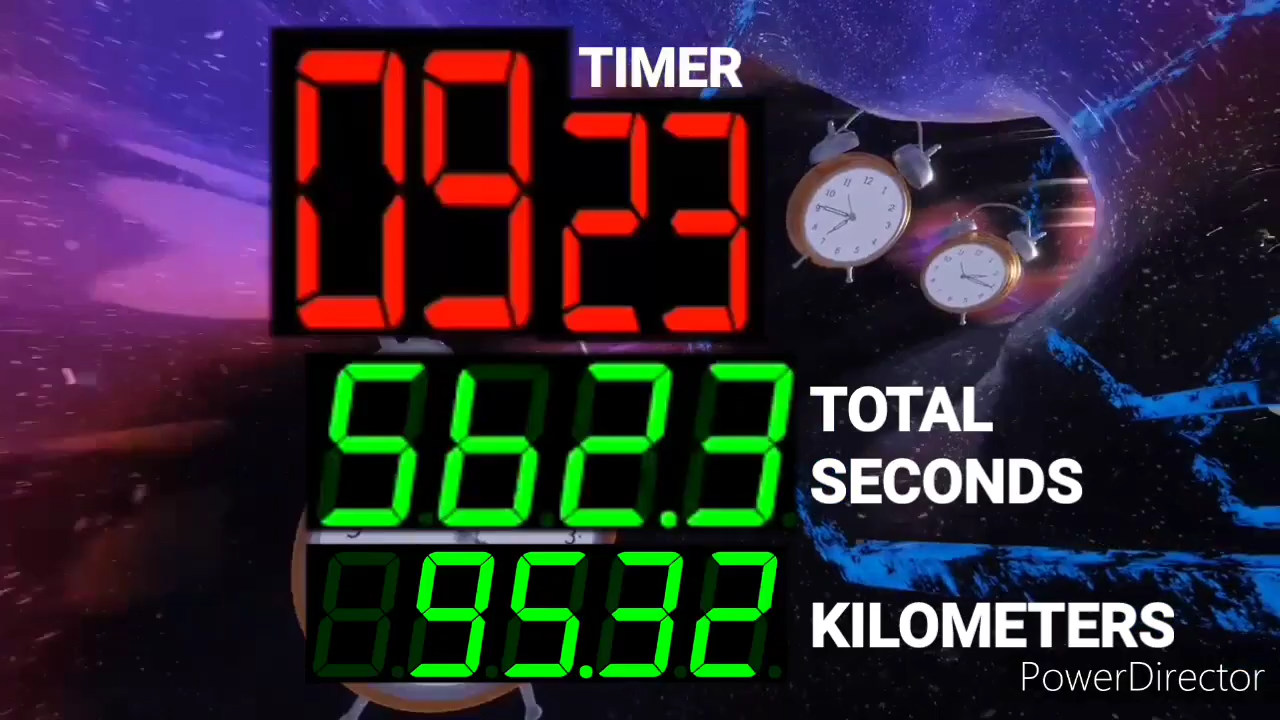 TIMER
09 23
562.3
TOTAL
SECONDS
95.32
KILOMETERS
PowerDirector